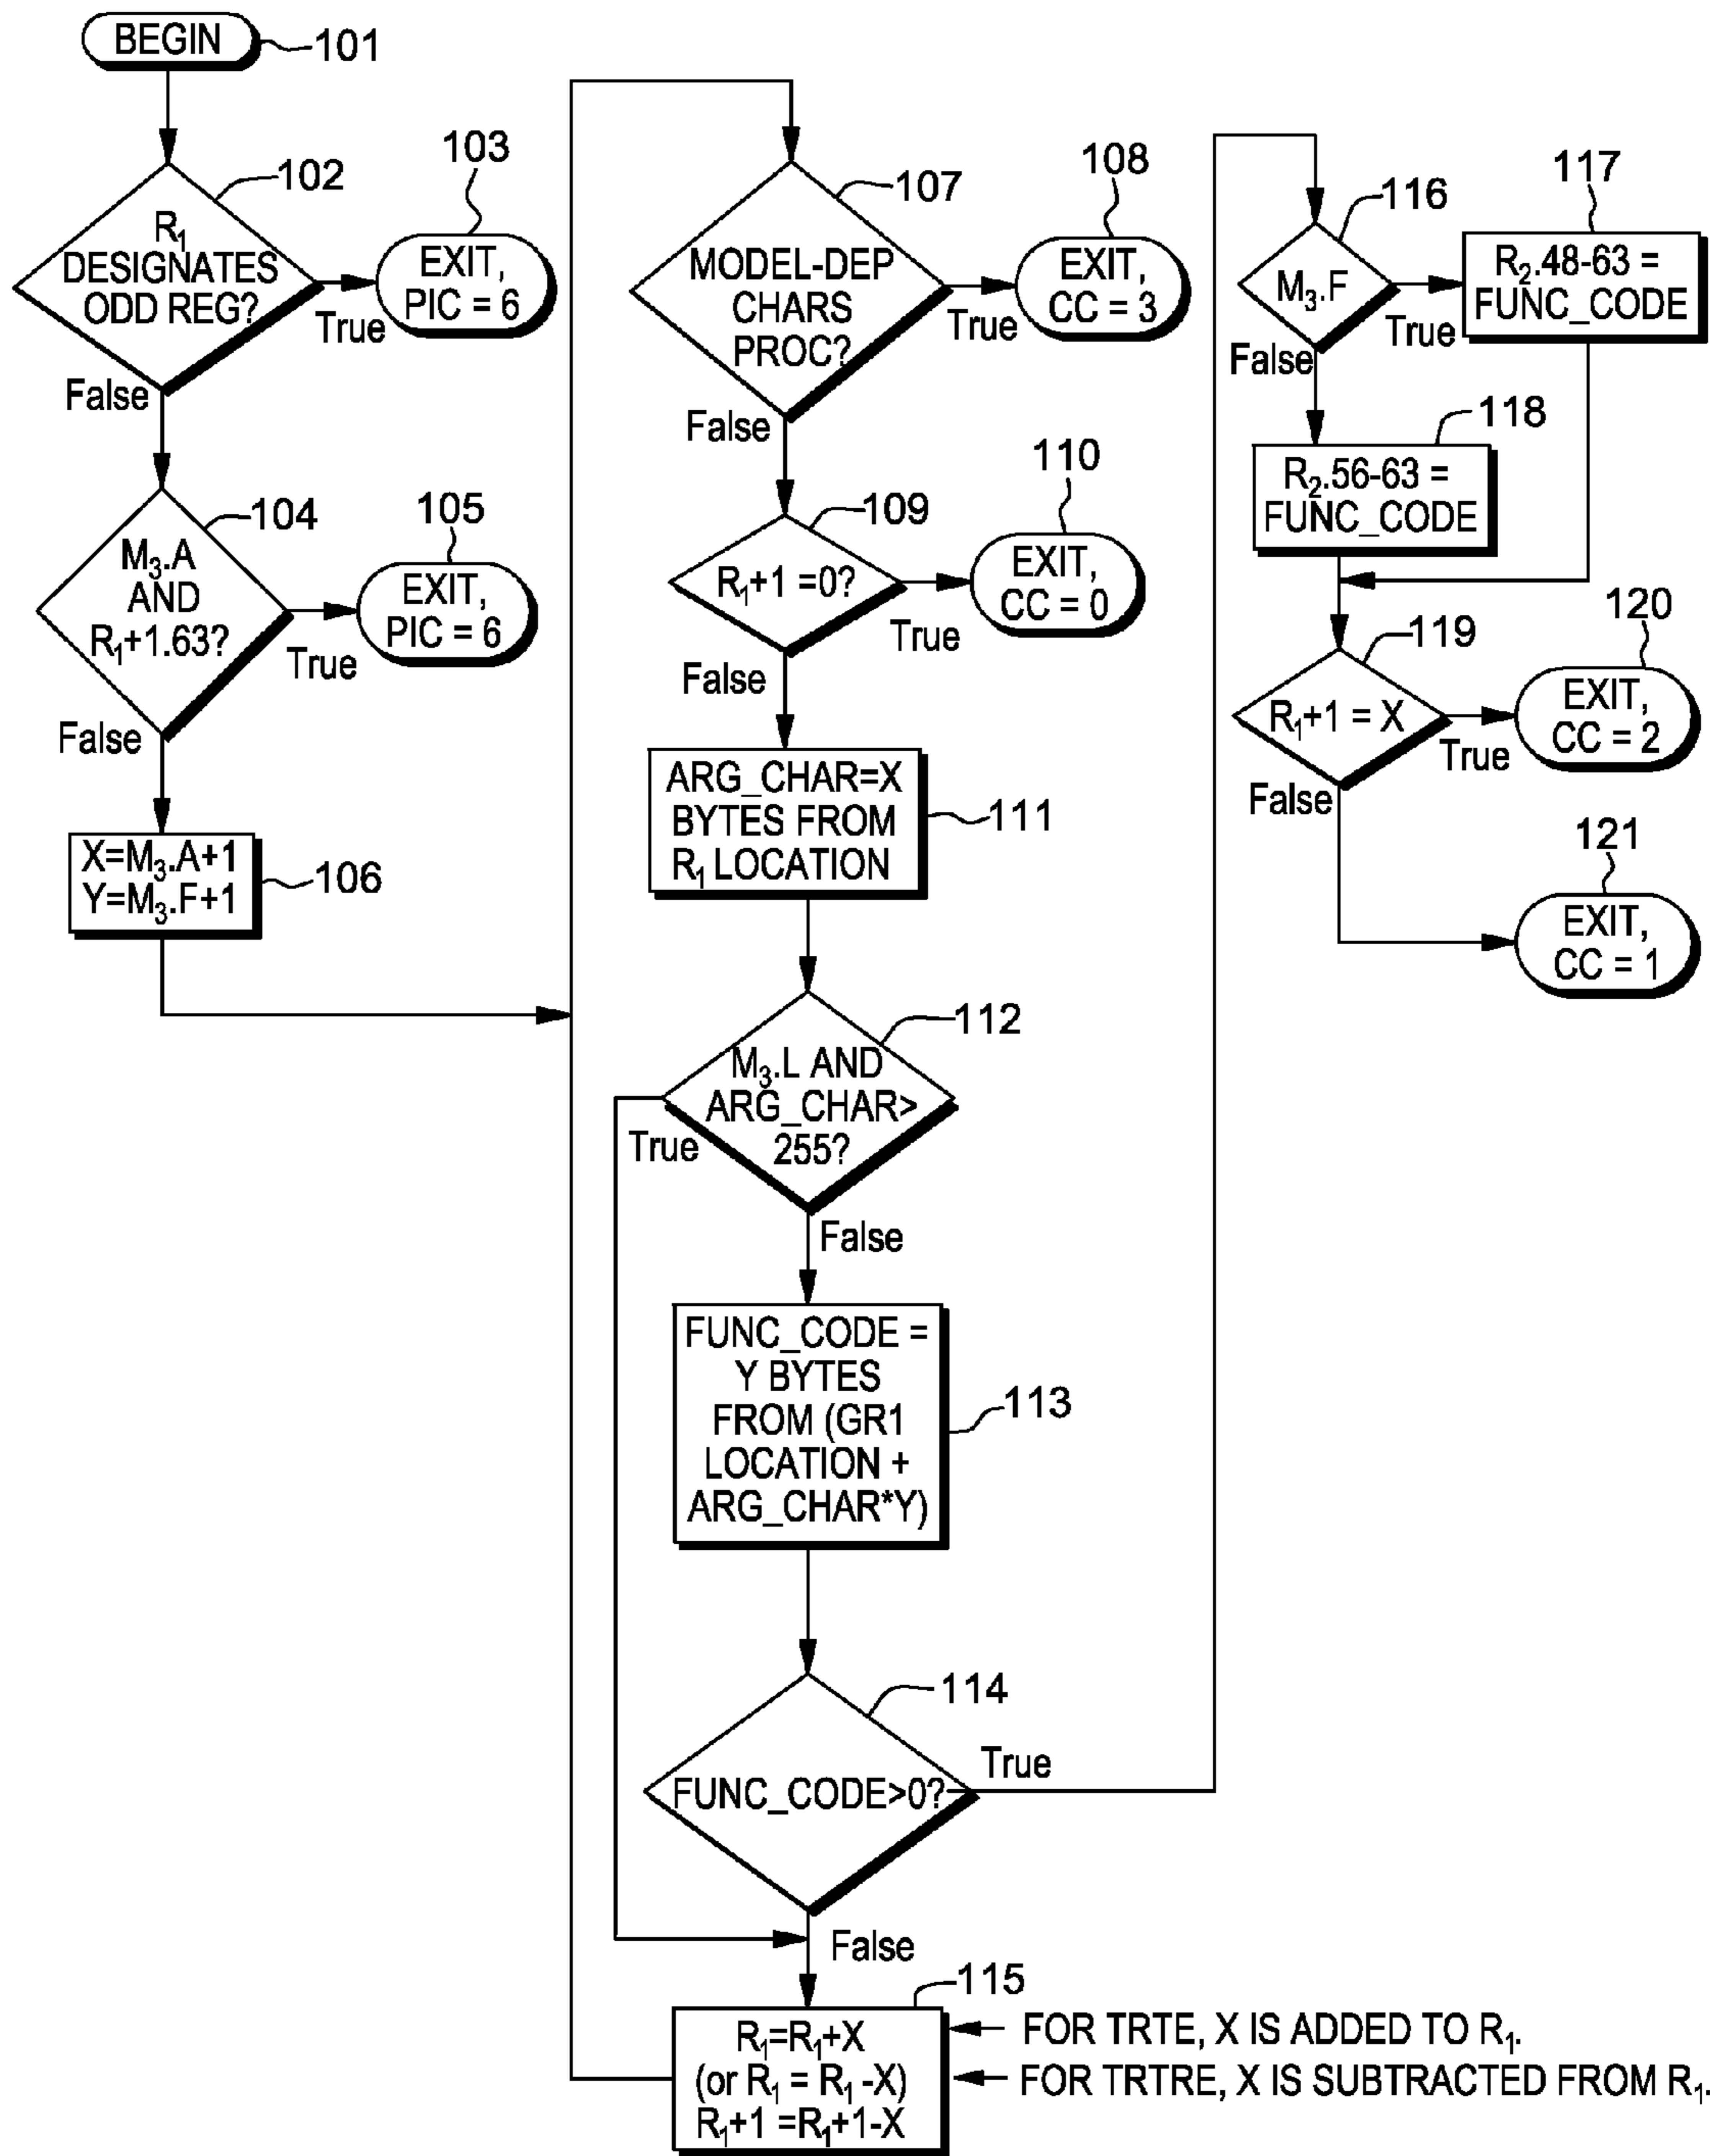 BEGIN
101
102
R₁
DESIGNATES
ODD REG?
True
False
103
EXIT,
PIC = 6
104
M₃.A
AND
R₁+1.63?
True
False
105
EXIT,
PIC = 6
X=M₃.A+1
Y=M₃.F+1
106
107
MODEL-DEP
CHARS
PROC?
True
False
108
EXIT,
CC = 3
109
R₁+1 =0?
True
False
110
EXIT,
CC = 0
ARG_CHAR=X
BYTES FROM
R₁ LOCATION
111
112
M₃.L AND
ARG_CHAR>
255?
True
False
FUNC_CODE =
Y BYTES
FROM (GR1
LOCATION +
ARG_CHAR*Y)
113
114
FUNC_CODE>0?
True
False
115
R₁=R₁+X
(or R₁ = R₁ -X)
R₁+1 =R₁+1-X
FOR TRTE, X IS ADDED TO R₁.
FOR TRTRE, X IS SUBTRACTED FROM R₁.
116
M₃.F
True
False
117
R₂.48-63 =
FUNC_CODE
118
R₂.56-63 =
FUNC_CODE
119
R₁+1 = X
True
False
120
EXIT,
CC = 2
121
EXIT,
CC = 1